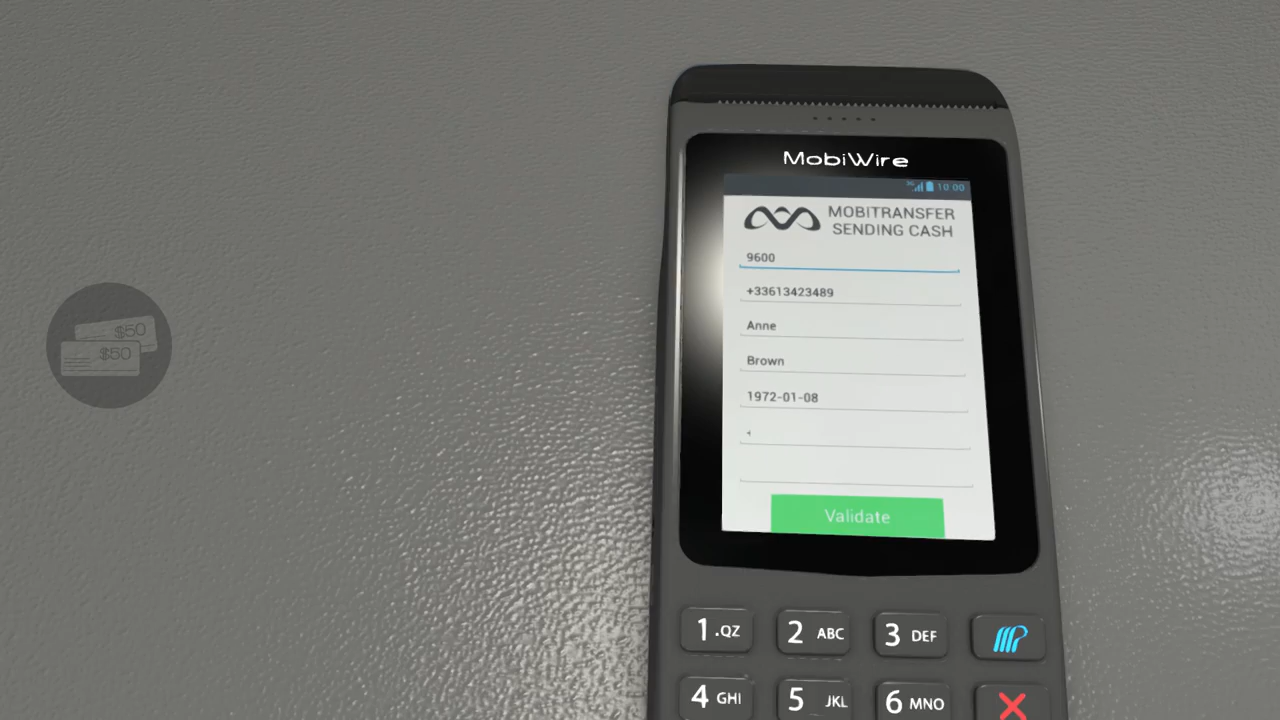 MobiWire
3G 10:00
MOBITRANSFER
SENDING CASH
9600
+33613423489
Anne
Brown
1972-01-08
+
Validate
$50
$50
1 .QZ
2 ABC
3 DEF
4 GHI
5 JKL
6 MNO